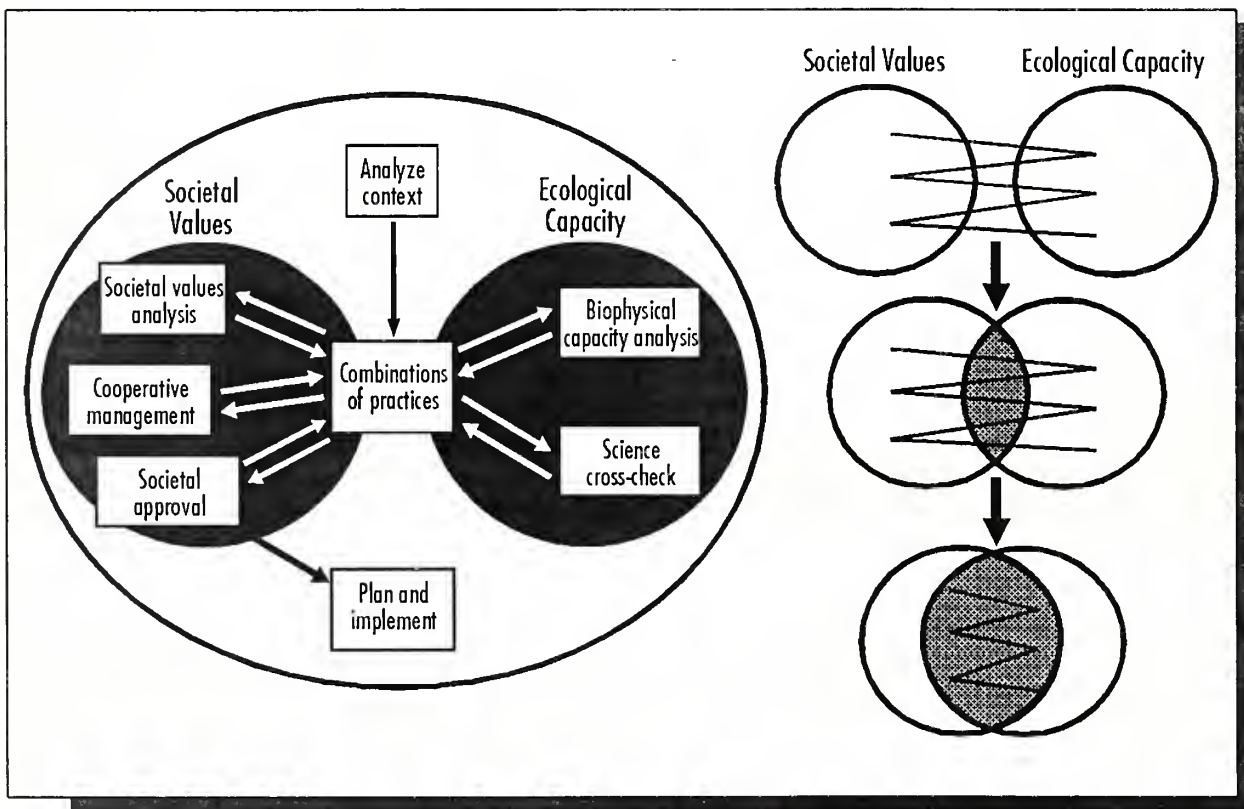 Societal
Values
Analyze
context
Ecological
Capacity
Societal values
analysis
Cooperative
management
Societal
approval
Combinations
of practices
Biophysical
capacity analysis
Science
cross-check
Plan and
implement
Societal Values
Ecological Capacity